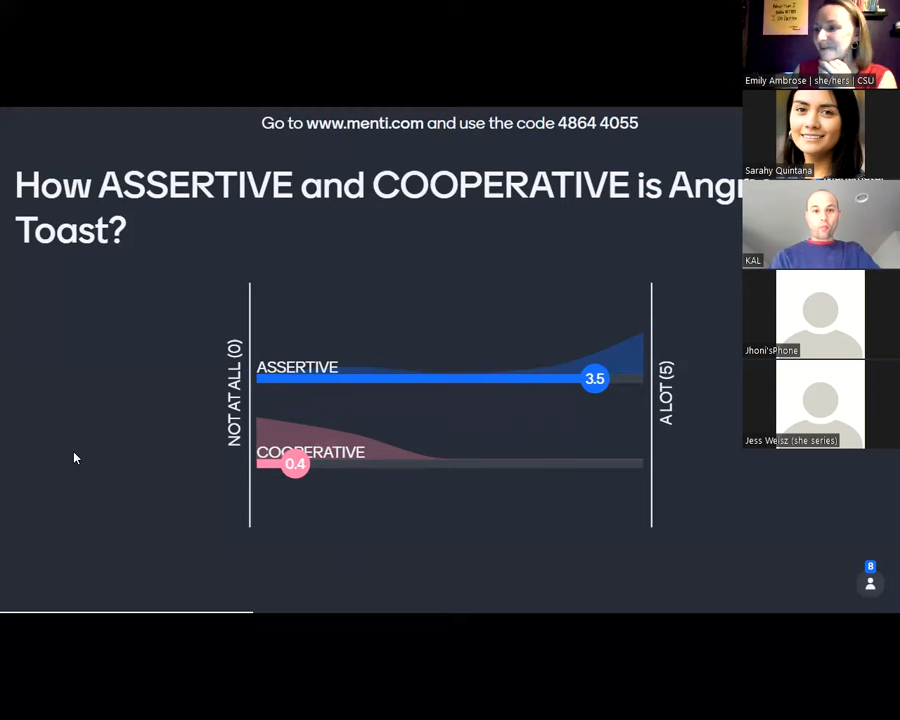 Go to www.menti.com and use the code 4864 4055
How ASSERTIVE and COOPERATIVE is
Toast?
NOT AT ALL (0)
ASSERTIVE
3.5
COOPERATIVE
0.4
A LOT (5)
8
Emily Ambrose | she/hers | CSU
Sarahy Quintana
KAL
Jhoni'sPhone
Jess Weisz (she series)